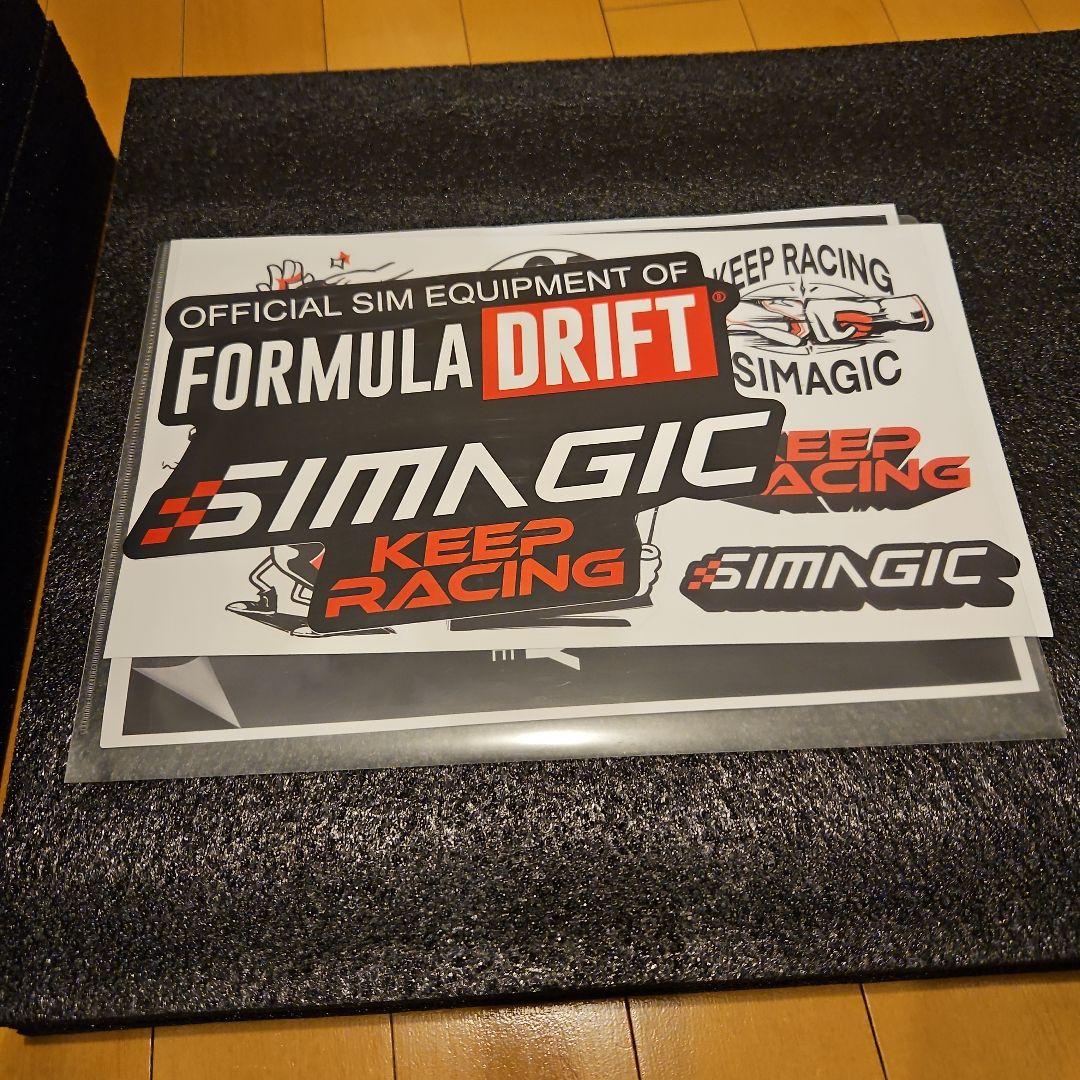 OFFICIAL SIM EQUIPMENT OF
FORMULA DRIFT®
SIMAGIC
KEEP
RACING
KEEP RACING
SIMAGIC
KEEP
RACING
SIMAGIC